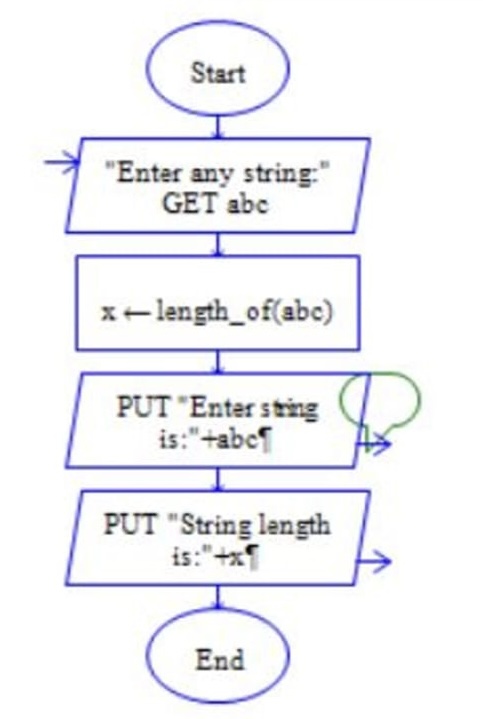 Start
"Enter any string:"
GET abc
x ← length_of(abc)
PUT "Enter string
is:"+abc¶
PUT "String length
is:"+x¶
End